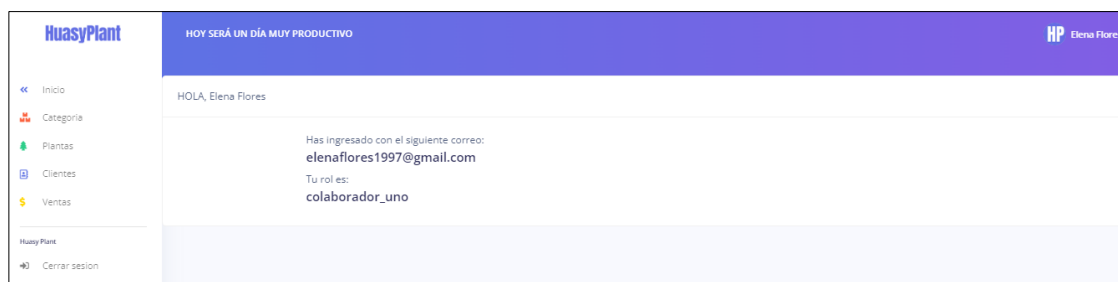 HuasyPlant
HOY SERÁ UN DÍA MUY PRODUCTIVO
HP Elena Flore
Inicio
Categoria
Plantas
Clientes
Ventas
Huasy Plant
Cerrar sesion
HOLA, Elena Flores
Has ingresado con el siguiente correo:
elenaflores1997@gmail.com
Tu rol es:
colaborador_uno